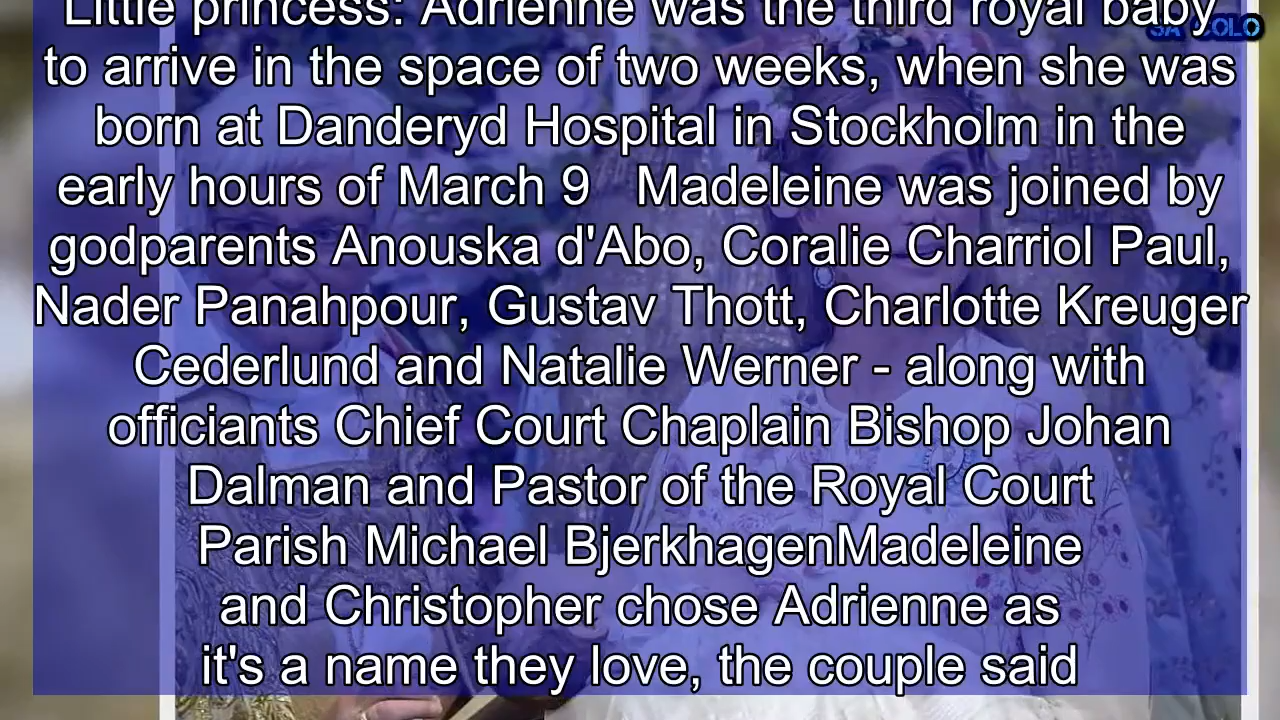 Little princess: Adrienne was the third royal baby
to arrive in the space of two weeks, when she was
born at Danderyd Hospital in Stockholm in the
early hours of March 9   Madeleine was joined by
godparents Anouska d'Abo, Coralie Charriol Paul,
Nader Panahpour, Gustav Thott, Charlotte Kreuger
Cederlund and Natalie Werner - along with
officiants Chief Court Chaplain Bishop Johan
Dalman and Pastor of the Royal Court
Parish Michael BjerkhagenMadeleine
and Christopher chose Adrienne as
it's a name they love, the couple said